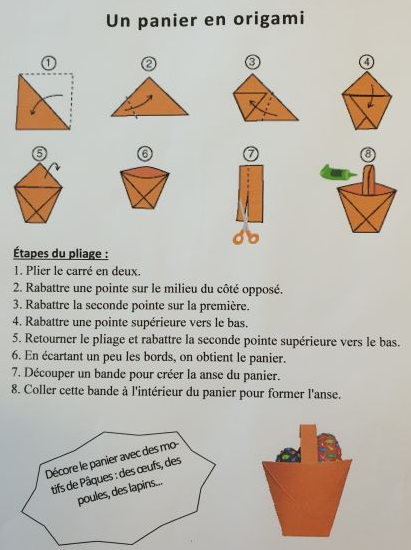 Un panier en origami
1 2 3 4
5 6 7 8
Étapes du pliage :
1. Plier le carré en deux.
2. Rabattre une pointe sur le milieu du côté opposé.
3. Rabattre la seconde pointe sur la première.
4. Rabattre une pointe supérieure vers le bas.
5. Retourner le pliage et rabattre la seconde pointe supérieure vers le bas.
6. En écartant un peu les bords, on obtient le panier.
7. Découper un bande pour créer la anse du panier.
8. Coller cette bande à l'intérieur du panier pour former l'anse.
Décore le panier avec des mo-
tifs de Pâques : des œufs, des
poules, des lapins...